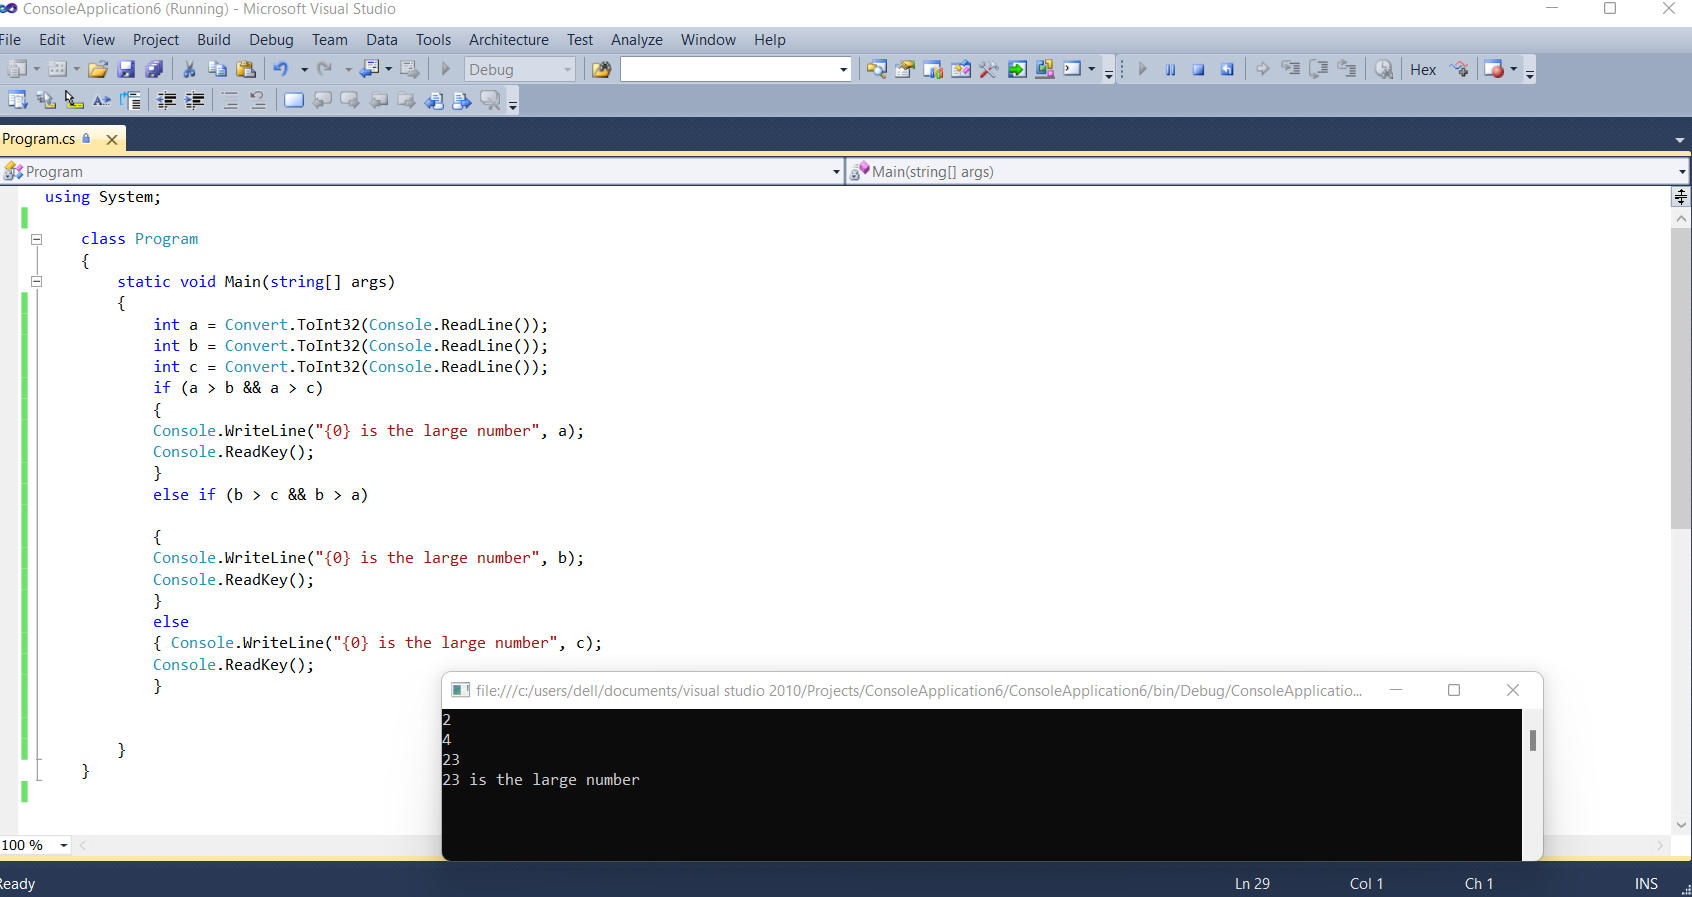 ConsoleApplication6 (Running) - Microsoft Visual Studio
File Edit View Project Build Debug Team Data Tools Architecture Test Analyze Window Help
Debug Hex
Program.cs
Program Main(string[] args)
using System;
class Program
{
static void Main(string[] args)
{
int a = Convert.ToInt32(Console.ReadLine());
int b = Convert.ToInt32(Console.ReadLine());
int c = Convert.ToInt32(Console.ReadLine());
if (a > b && a > c)
{
Console.WriteLine("{0} is the large number", a);
Console.ReadKey();
}
else if (b > c && b > a)
{
Console.WriteLine("{0} is the large number", b);
Console.ReadKey();
}
else
{ Console.WriteLine("{0} is the large number", c);
Console.ReadKey();
}
}
}
file:///c:/users/dell/documents/visual studio 2010/Projects/ConsoleApplication6/ConsoleApplication6/bin/Debug/ConsoleApplicatio...
2
4
23
23 is the large number
100 %
Ready Ln 29 Col 1 Ch 1 INS